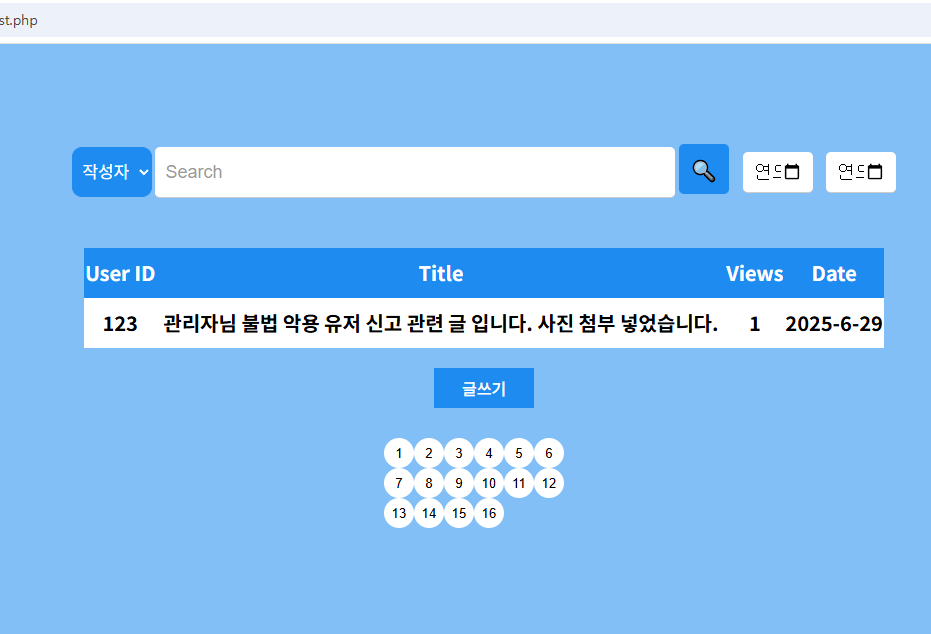 st.php
작성자 Search 연도 연도
User ID Title Views Date
123 관리자님 불법 악용 유저 신고 관련 글 입니다. 사진 첨부 넣었습니다. 1 2025-6-29
글쓰기
1 2 3 4 5 6
7 8 9 10 11 12
13 14 15 16